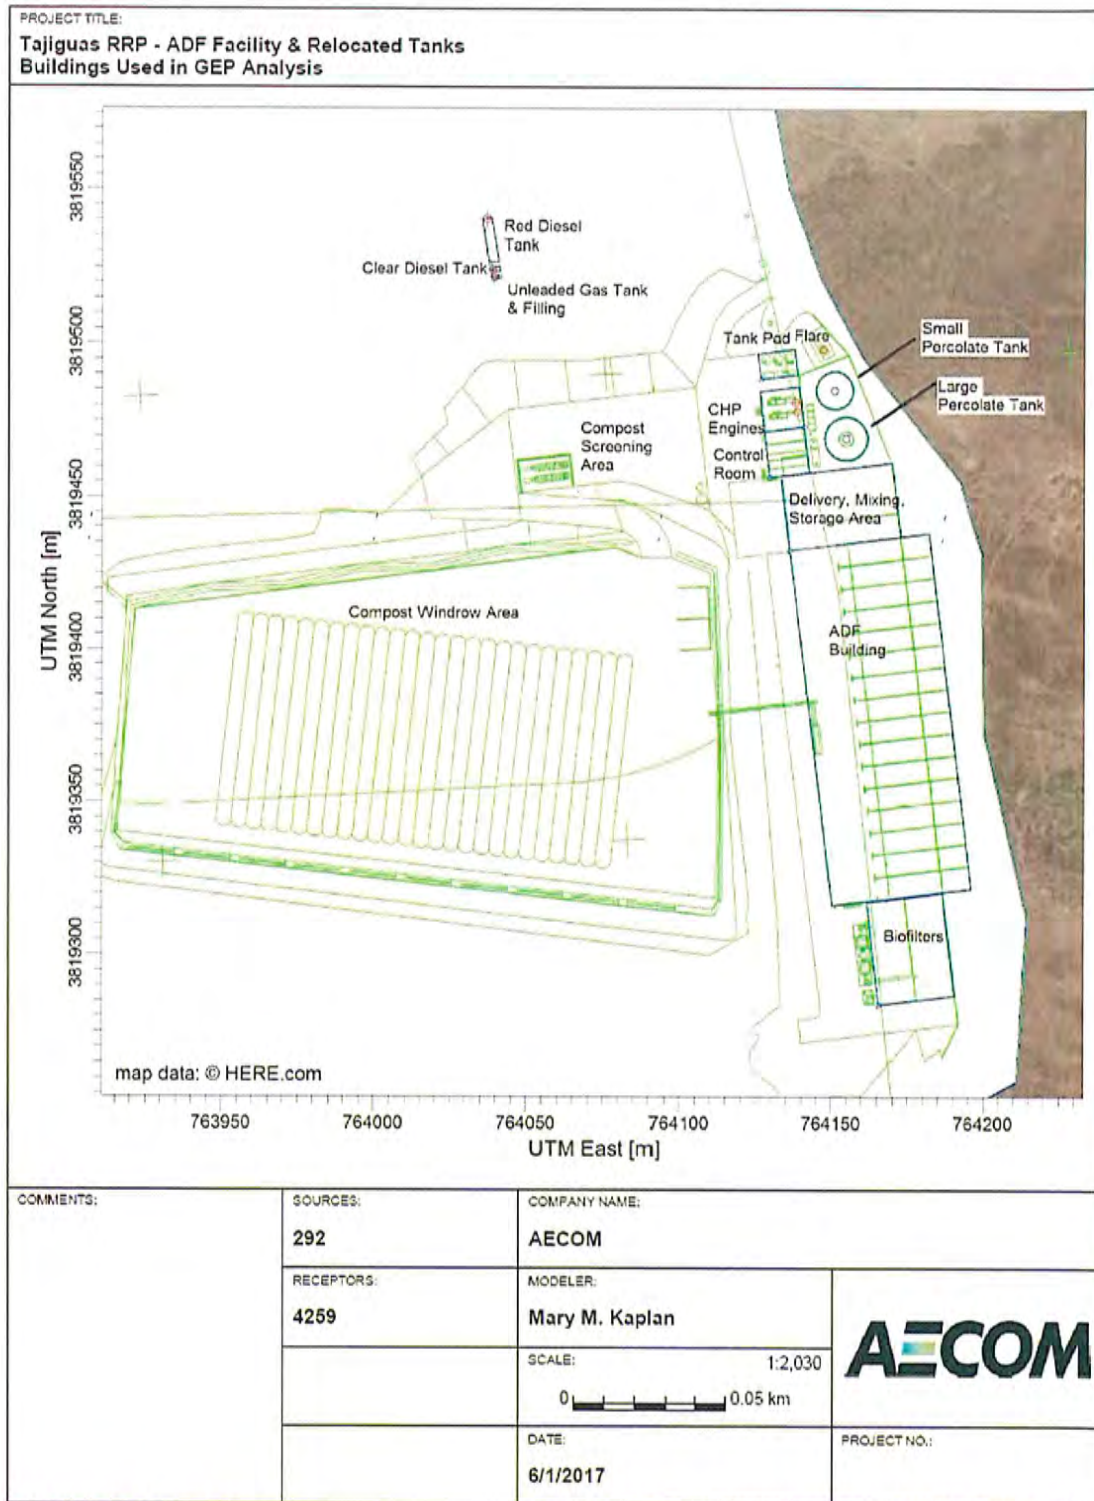 PROJECT TITLE:
Tajiguas RRP - ADF Facility & Relocated Tanks
Buildings Used in GEP Analysis
3819550
3819500
3819450
3819400
3819350
3819300
UTM North [m]
Red Diesel
Tank
Clear Diesel Tank
Unleaded Gas Tank
& Filling
Tank Pad
Flare
Small
Percolate Tank
Large
Percolate Tank
CHP
Engines
Control
Room
Compost
Screening
Area
Delivery, Mixing,
Storage Area
Compost Windrow Area
ADF
Building
Biofilters
map data: © HERE.com
763950
764000
764050
764100
764150
764200
UTM East [m]
COMMENTS:
SOURCES:
292
COMPANY NAME:
AECOM
RECEPTORS:
4259
MODELER:
Mary M. Kaplan
SCALE:
1:2,030
0
0.05 km
AECOM
DATE:
6/1/2017
PROJECT NO.: